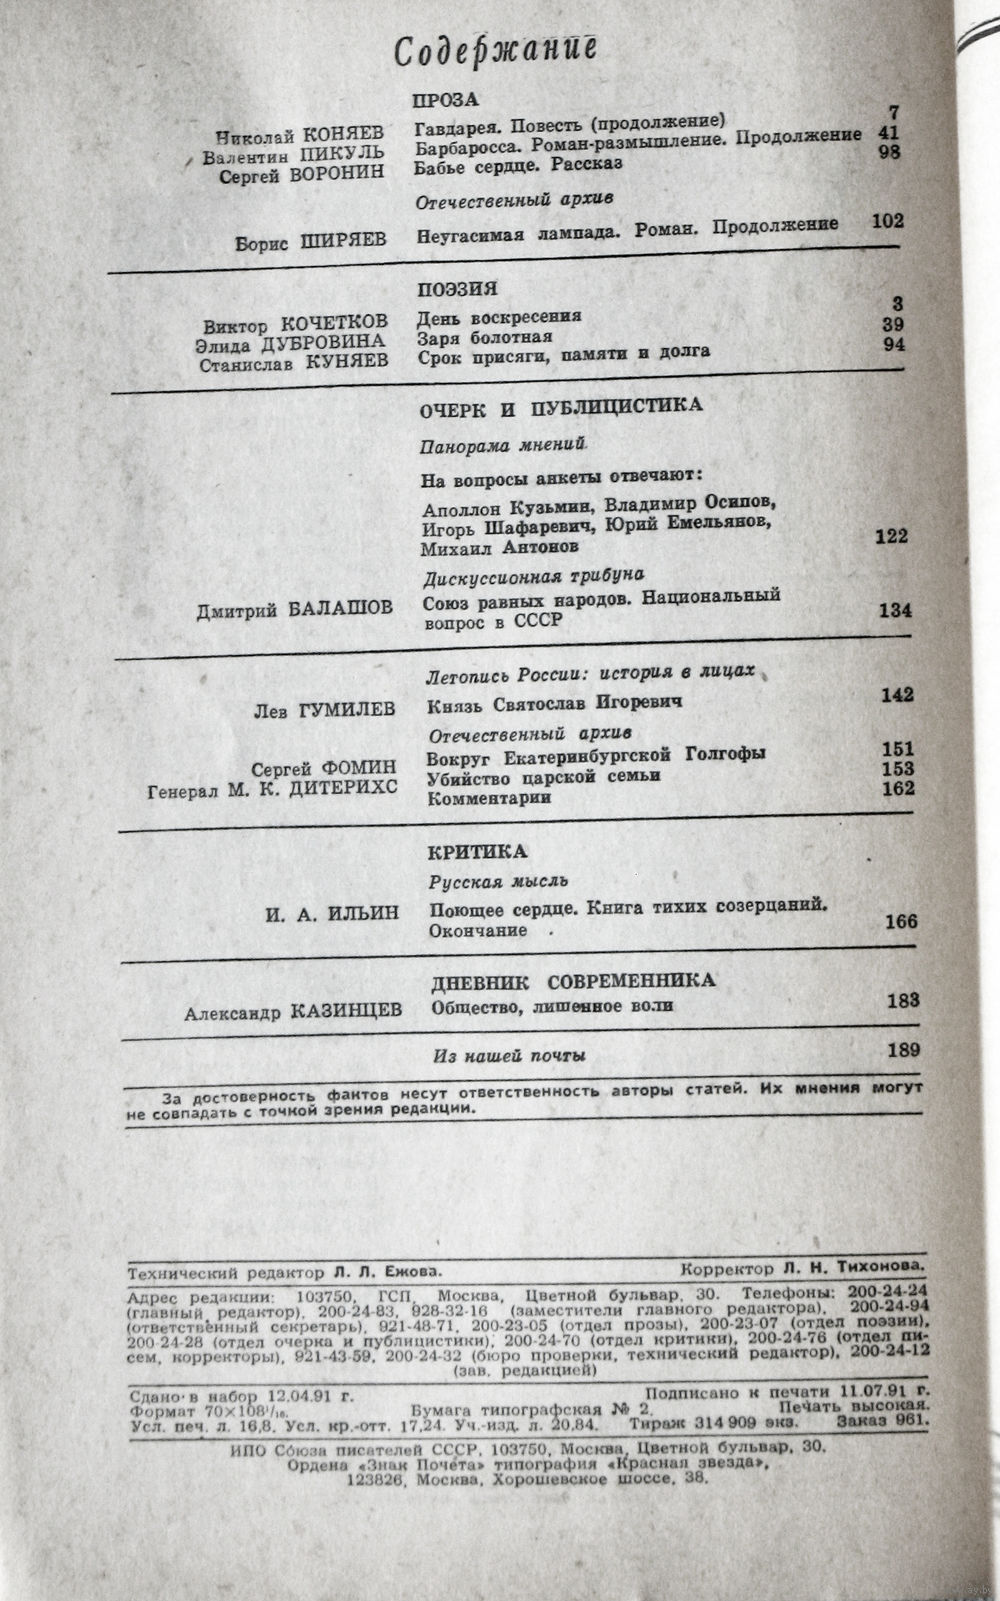 Содержание
ПРОЗА
Николай КОНЯЕВ Гавдарея. Повесть (продолжение) 7
Валентин ПИКУЛЬ Барбаросса. Роман-размышление. Продолжение 41
Сергей ВОРОНИН Бабье сердце. Рассказ 98
Отечественный архив
Борис ШИРЯЕВ Неугасимая лампада. Роман. Продолжение 102
ПОЭЗИЯ
Виктор КОЧЕТКОВ День воскресения 3
Элида ДУБРОВИНА Заря болотная 39
Станислав КУНЯЕВ Срок присяги, памяти и долга 94
ОЧЕРК И ПУБЛИЦИСТИКА
Панорама мнений
На вопросы анкеты отвечают:
Аполлон Кузьмин, Владимир Осипов,
Игорь Шафаревич, Юрий Емельянов,
Михаил Антонов 122
Дискуссионная трибуна
Дмитрий БАЛАШОВ Союз равных народов. Национальный
вопрос в СССР 134
Летопись России: история в лицах
Лев ГУМИЛЕВ Князь Святослав Игоревич 142
Отечественный архив
Сергей ФОМИН Вокруг Екатеринбургской Голгофы 151
Генерал М. К. ДИТЕРИХС Убийство царской семьи 153
Комментарии 162
КРИТИКА
Русская мысль
И. А. ИЛЬИН Поющее сердце. Книга тихих созерцаний.
Окончание 166
ДНЕВНИК СОВРЕМЕННИКА
Александр КАЗИНЦЕВ Общество, лишенное воли 183
Из нашей почты 189
За достоверность фактов несут ответственность авторы статей. Их мнения могут
не совпадать с точкой зрения редакции.
Технический редактор Л. Л. Ежова. Корректор Л. Н. Тихонова.
Адрес редакции: 103750, ГСП, Москва, Цветной бульвар, 30. Телефоны: 200-24-24
(главный редактор), 200-24-83, 928-32-16 (заместители главного редактора), 200-24-94
(ответственный секретарь), 921-48-71, 200-23-05 (отдел прозы), 200-23-07 (отдел поэзии),
200-24-28 (отдел очерка и публицистики), 200-24-70 (отдел критики), 200-24-76 (отдел пи-
сем, корректоры), 921-43-59, 200-24-32 (бюро проверки, технический редактор), 200-24-12
(зав. редакцией)
Сдано в набор 12.04.91 г. Подписано к печати 11.07.91 г.
Формат 70×108¹/₁₆. Бумага типографская № 2. Печать высокая.
Усл. печ. л. 16,8. Усл. кр.-отт. 17,24. Уч.-изд. л. 20,84. Тираж 314 909 экз. Заказ 961.
ИПО Союза писателей СССР, 103750, Москва, Цветной бульвар, 30.
Ордена «Знак Почета» типография «Красная звезда»,
123826, Москва, Хорошевское шоссе, 38.